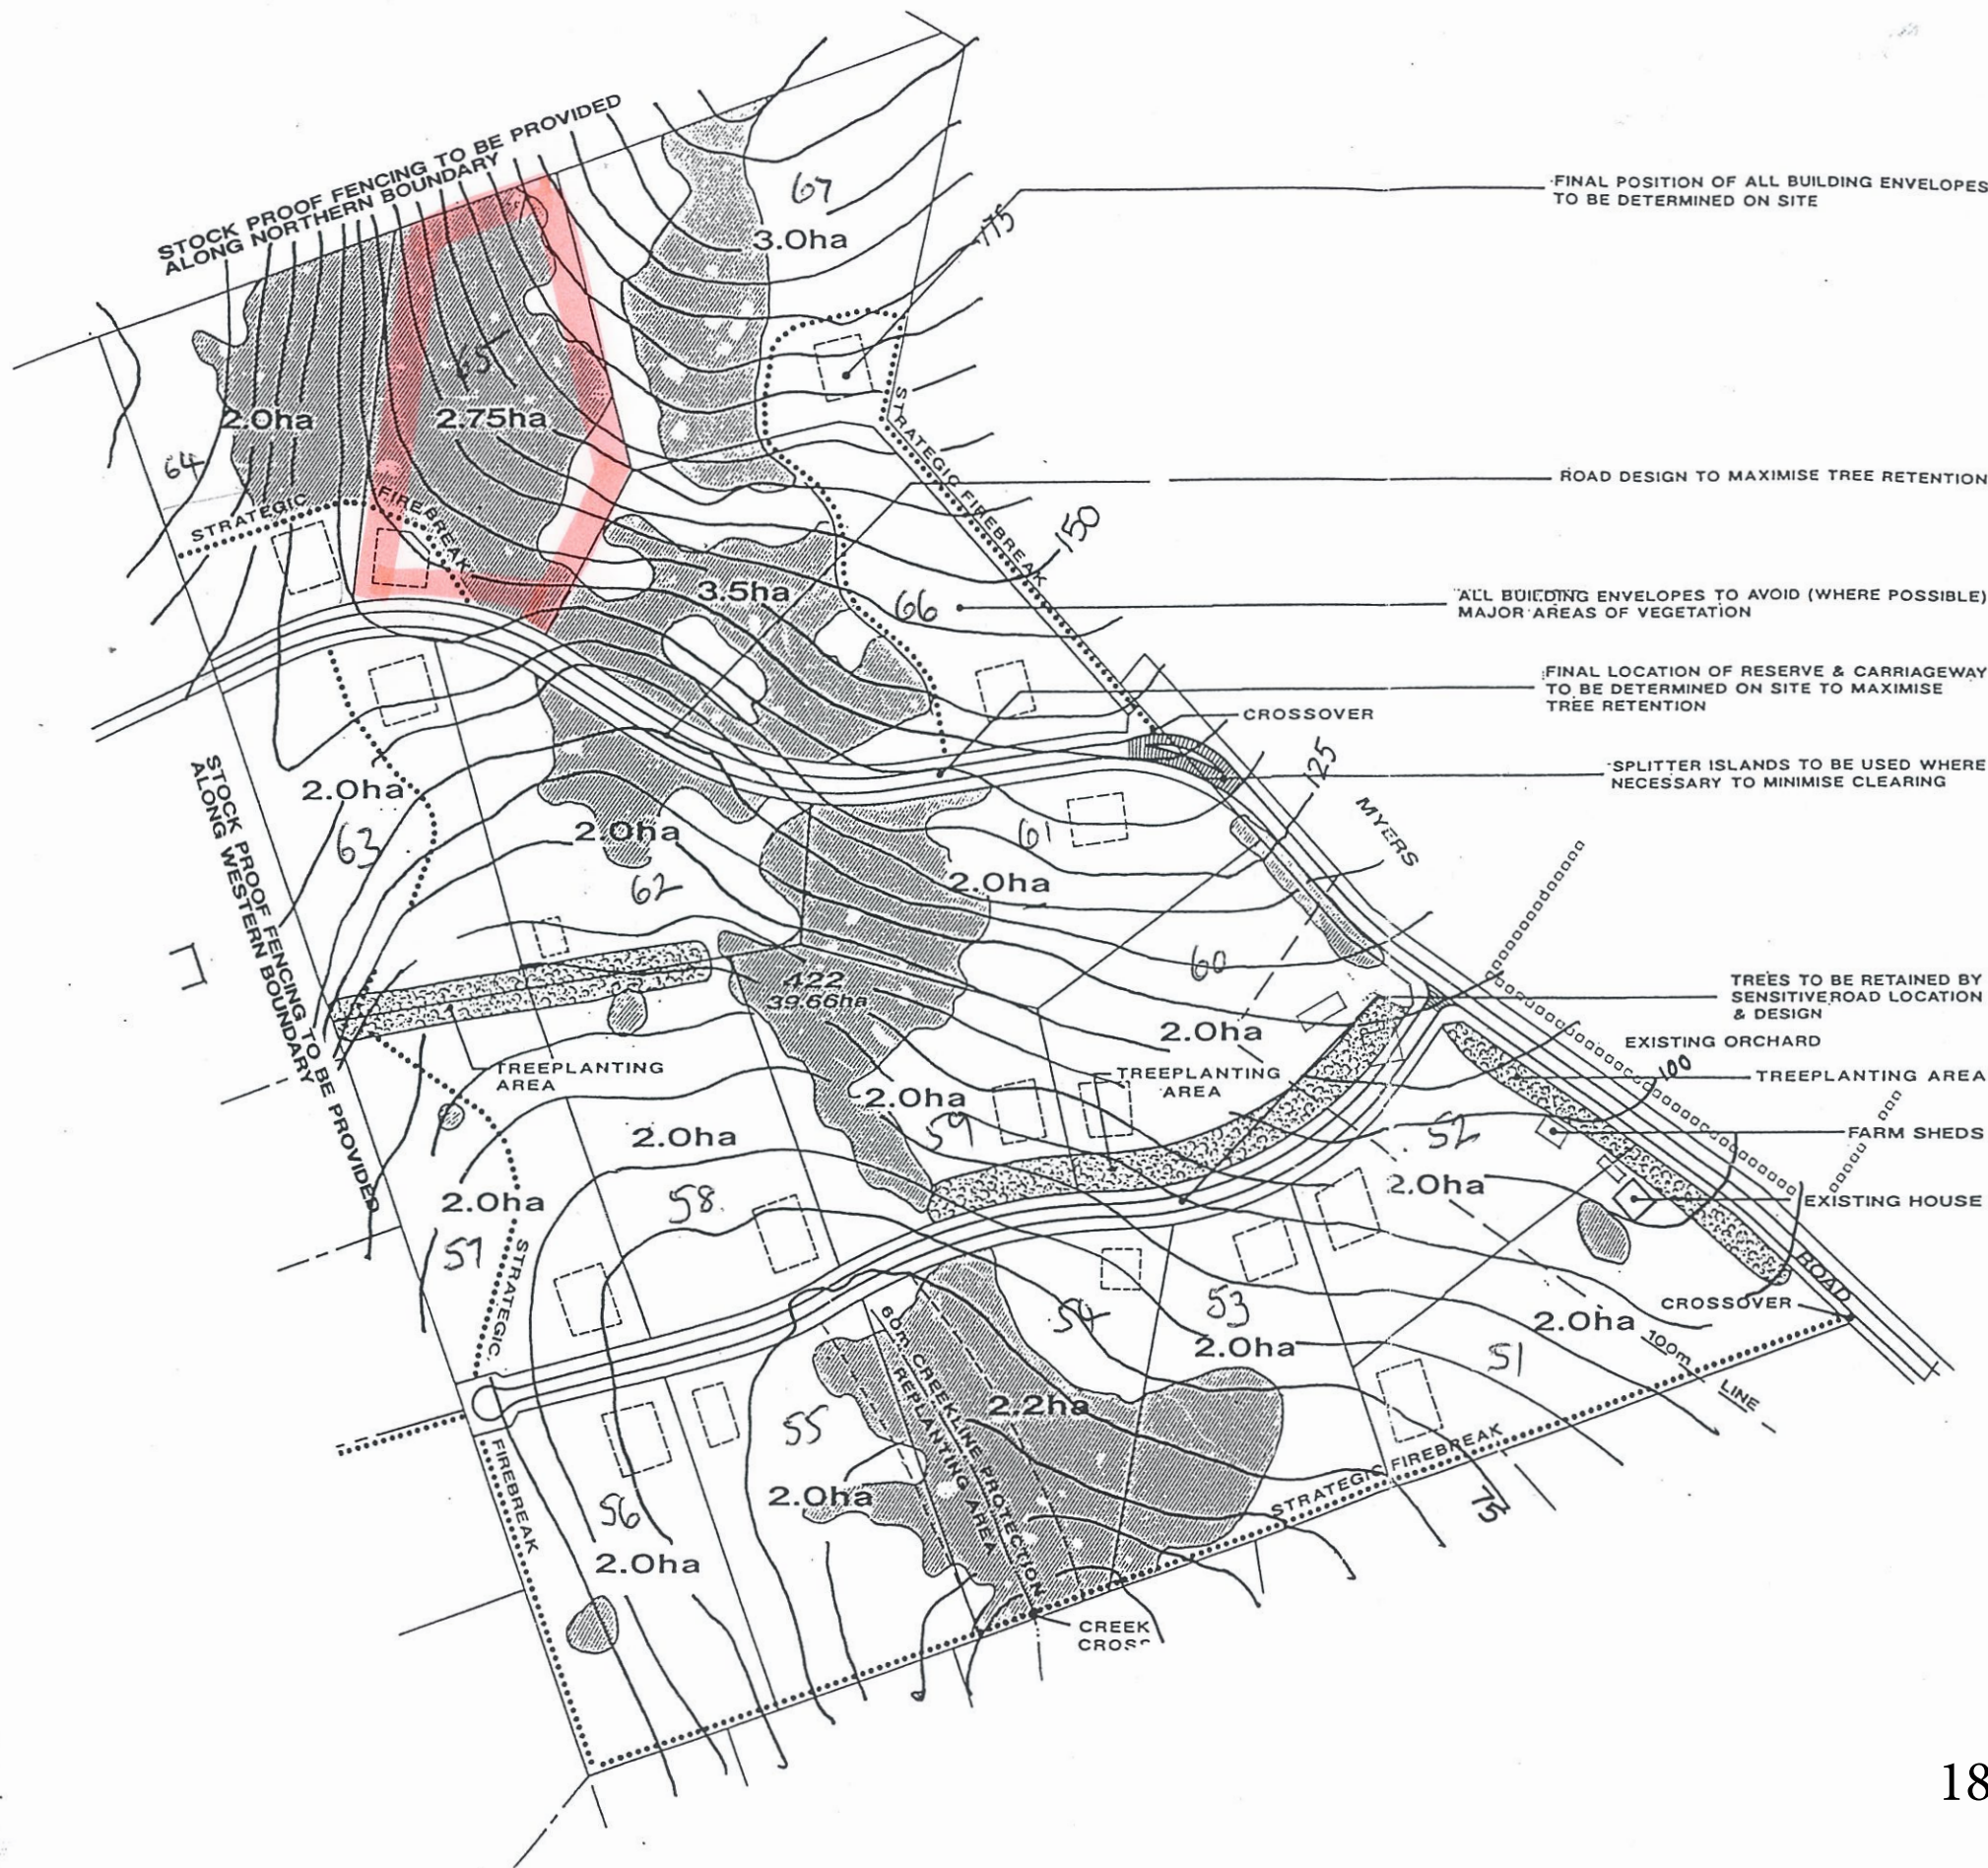 STOCK PROOF FENCING TO BE PROVIDED
ALONG NORTHERN BOUNDARY
67
3.0ha
175
FINAL POSITION OF ALL BUILDING ENVELOPES
TO BE DETERMINED ON SITE
65
2.0ha
2.75ha
64
STRATEGIC FIREBREAK
STRATEGIC FIREBREAK
ROAD DESIGN TO MAXIMISE TREE RETENTION
150
3.5ha
66
ALL BUILDING ENVELOPES TO AVOID (WHERE POSSIBLE)
MAJOR AREAS OF VEGETATION
FINAL LOCATION OF RESERVE & CARRIAGEWAY
TO BE DETERMINED ON SITE TO MAXIMISE
TREE RETENTION
CROSSOVER
125
SPLITTER ISLANDS TO BE USED WHERE
NECESSARY TO MINIMISE CLEARING
MYERS
STOCK PROOF FENCING TO BE PROVIDED
ALONG WESTERN BOUNDARY
2.0ha
63
2.0ha
62
61
2.0ha
60
422
39.66ha
TREES TO BE RETAINED BY
SENSITIVE ROAD LOCATION
& DESIGN
2.0ha
EXISTING ORCHARD
100
TREEPLANTING
AREA
TREEPLANTING
AREA
TREEPLANTING AREA
2.0ha
59
52
FARM SHEDS
2.0ha
2.0ha
2.0ha
58
EXISTING HOUSE
57
STRATEGIC
ROAD
54
53
2.0ha
2.0ha
CROSSOVER
100m
LINE
51
60m CREEKLINE PROTECTION
REPLANTING AREA
2.2ha
55
2.0ha
STRATEGIC FIREBREAK
75
FIREBREAK
56
2.0ha
CREEK
CROS
18